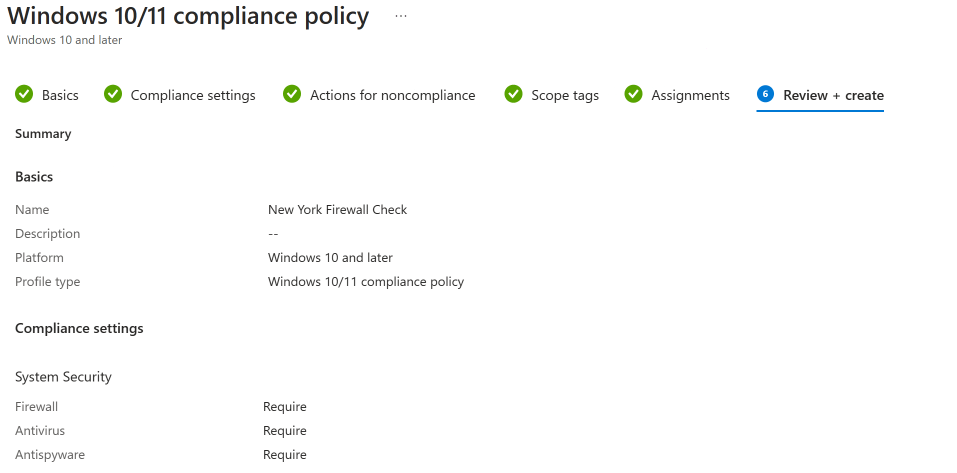 Windows 10/11 compliance policy ...
Windows 10 and later
Basics Compliance settings Actions for noncompliance Scope tags Assignments 6 Review + create
Summary
Basics
Name New York Firewall Check
Description --
Platform Windows 10 and later
Profile type Windows 10/11 compliance policy
Compliance settings
System Security
Firewall Require
Antivirus Require
Antispyware Require